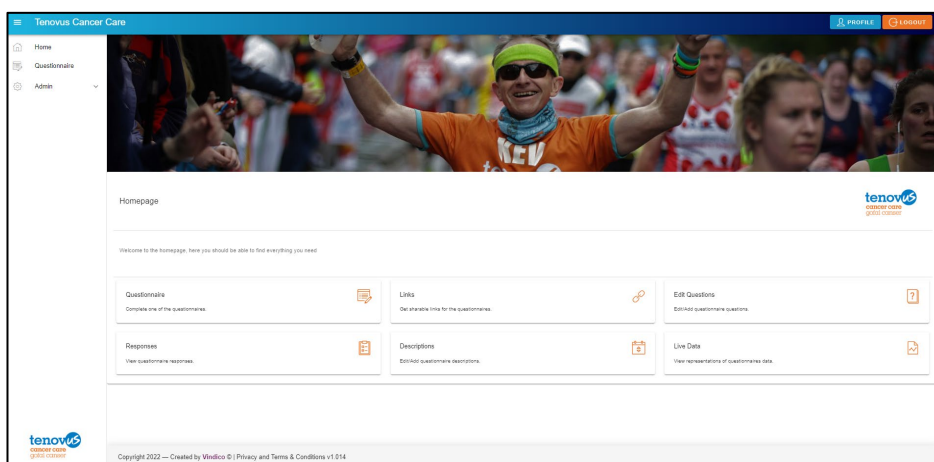 Tenovus Cancer Care
PROFILE
LOGOUT
Home
Questionnaire
Admin
KEV
Homepage
tenovus
cancer care
gofal canser
Welcome to the homepage, here you should be able to find everything you need
Questionnaire
Complete one of the questionnaires.
Links
Get sharable links for the questionnaires.
Edit Questions
Edit/Add questionnaire questions.
?
Responses
View questionnaire responses.
Descriptions
Edit/Add questionnaire descriptions.
Live Data
View representations of questionnaires data.
tenovus
cancer care
gofal canser
Copyright 2022 — Created by Vindico © | Privacy and Terms & Conditions v1.014